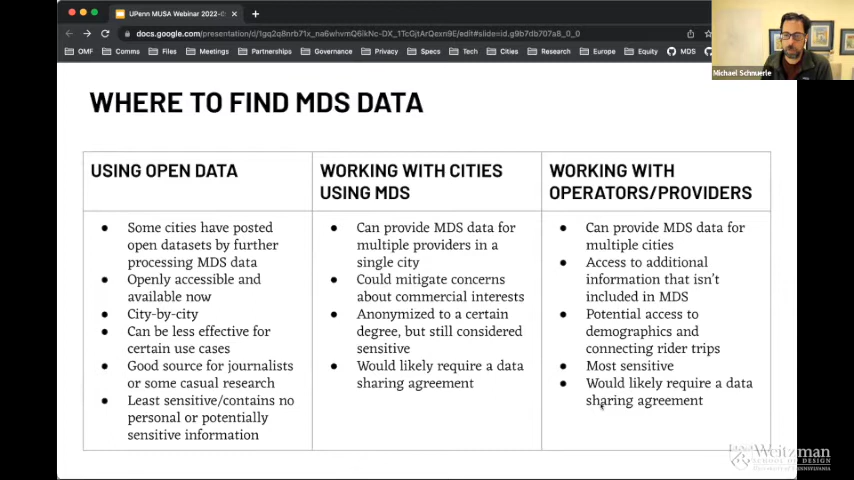 UPenn MUSA Webinar 2022-0
docs.google.com/presentation/d/1gq2q8nrb71x_na6whvmQ6lkNc-DX_1TcGjtArQexn9E/edit#slide=id.g9b7db707a8_0_0
OMF
Comms
Files
Meetings
Partnerships
Governance
Privacy
Specs
Tech
Cities
Research
Europe
Equity
MDS
Michael Schnuerle
WHERE TO FIND MDS DATA
USING OPEN DATA
Some cities have posted
open datasets by further
processing MDS data
Openly accessible and
available now
City-by-city
Can be less effective for
certain use cases
Good source for journalists
or some casual research
Least sensitive/contains no
personal or potentially
sensitive information
WORKING WITH CITIES
USING MDS
Can provide MDS data for
multiple providers in a
single city
Could mitigate concerns
about commercial interests
Anonymized to a certain
degree, but still considered
sensitive
Would likely require a data
sharing agreement
WORKING WITH
OPERATORS/PROVIDERS
Can provide MDS data for
multiple cities
Access to additional
information that isn't
included in MDS
Potential access to
demographics and
connecting rider trips
Most sensitive
Would likely require a data
sharing agreement
Weitzman
SCHOOL OF DESIGN
UNIVERSITY of PENNSYLVANIA